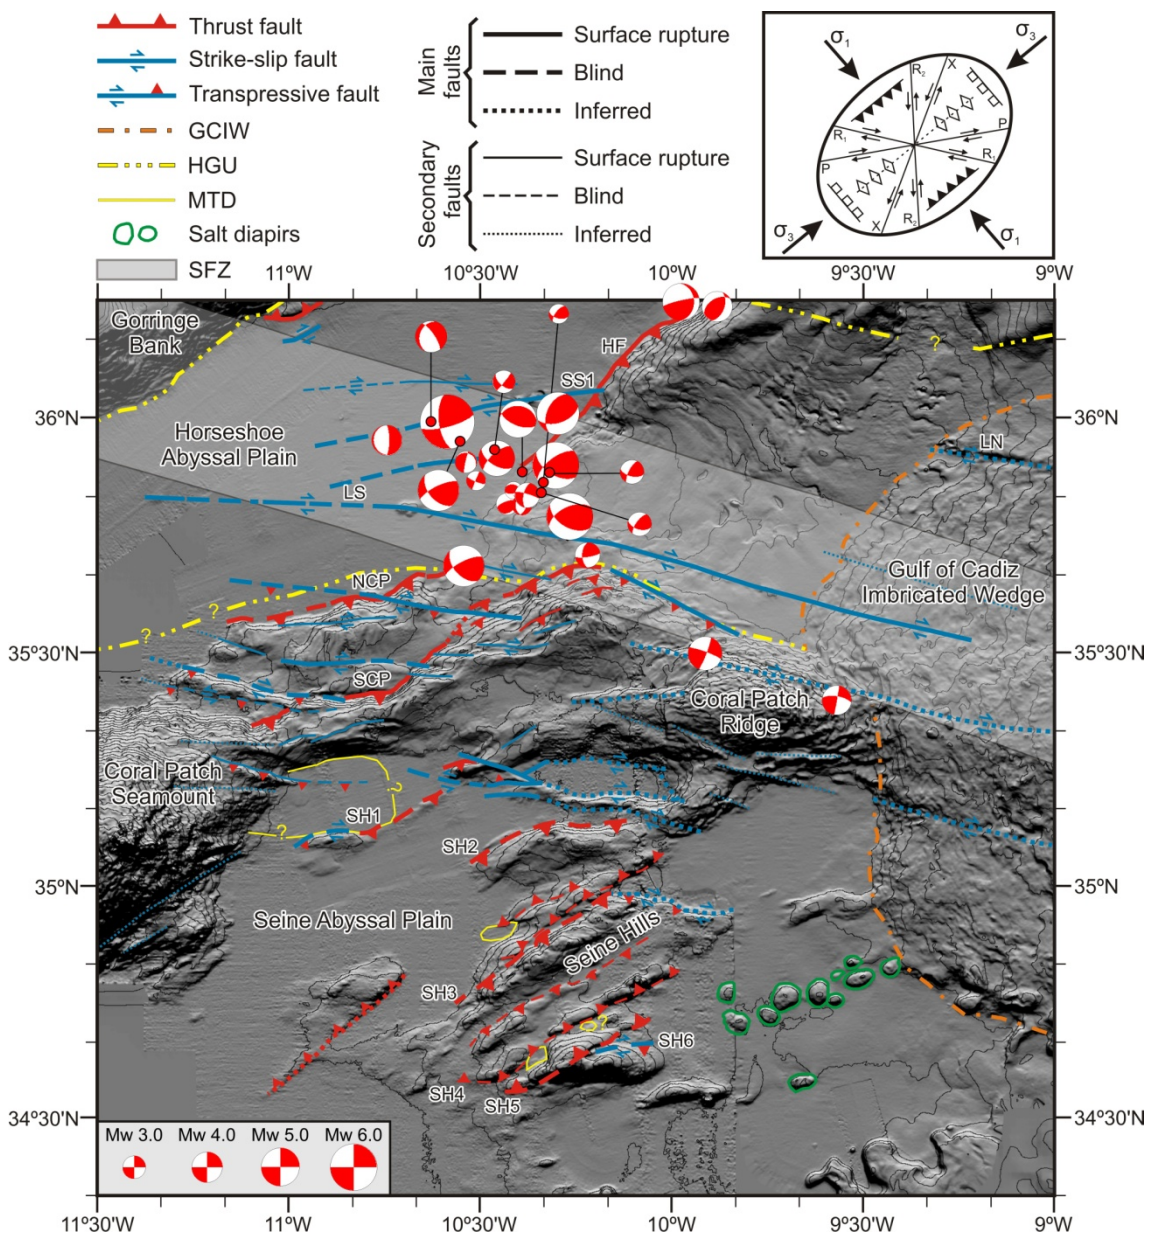 Thrust fault
Strike-slip fault
Transpressive fault
GCIW
HGU
MTD
Salt diapirs
SFZ
Main
faults
Surface rupture
Blind
Inferred
Secondary
faults
Surface rupture
Blind
Inferred
σ1
σ3
R2
X
R1
P
P
R1
X
R2
σ3
σ1
11°W
10°30'W
10°W
9°30'W
9°W
Gorringe
Bank
HF
?
SS1
36°N
36°N
Horseshoe
Abyssal Plain
LN
LS
Gulf of Cadiz
Imbricated Wedge
NCP
?
?
35°30'N
35°30'N
SCP
Coral Patch
Ridge
Coral Patch
Seamount
?
SH1
?
SH2
35°N
35°N
Seine Abyssal Plain
Seine Hills
SH3
?
SH6
SH4
SH5
34°30'N
34°30'N
Mw 3.0
Mw 4.0
Mw 5.0
Mw 6.0
11°30'W
11°W
10°30'W
10°W
9°30'W
9°W